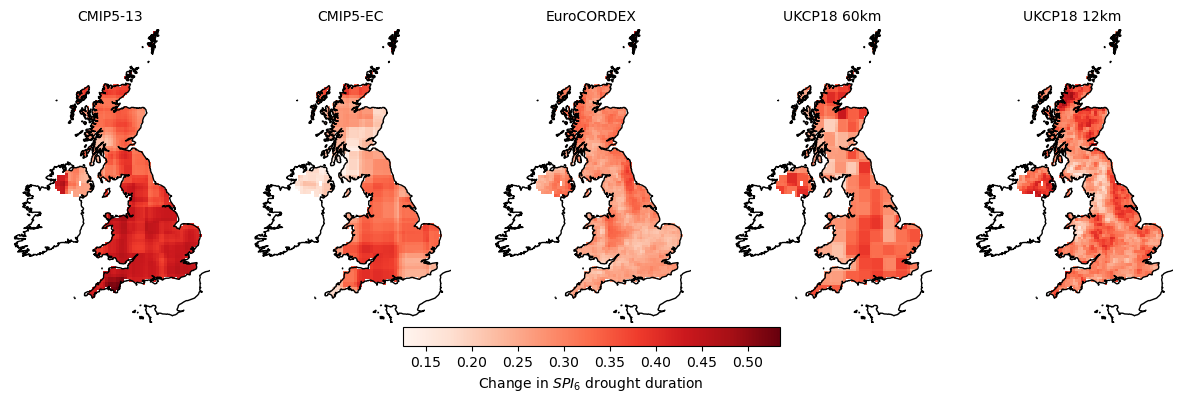 CMIP5-13 CMIP5-EC EuroCORDEX UKCP18 60km UKCP18 12km
0.15 0.20 0.25 0.30 0.35 0.40 0.45 0.50
Change in SPI₆ drought duration